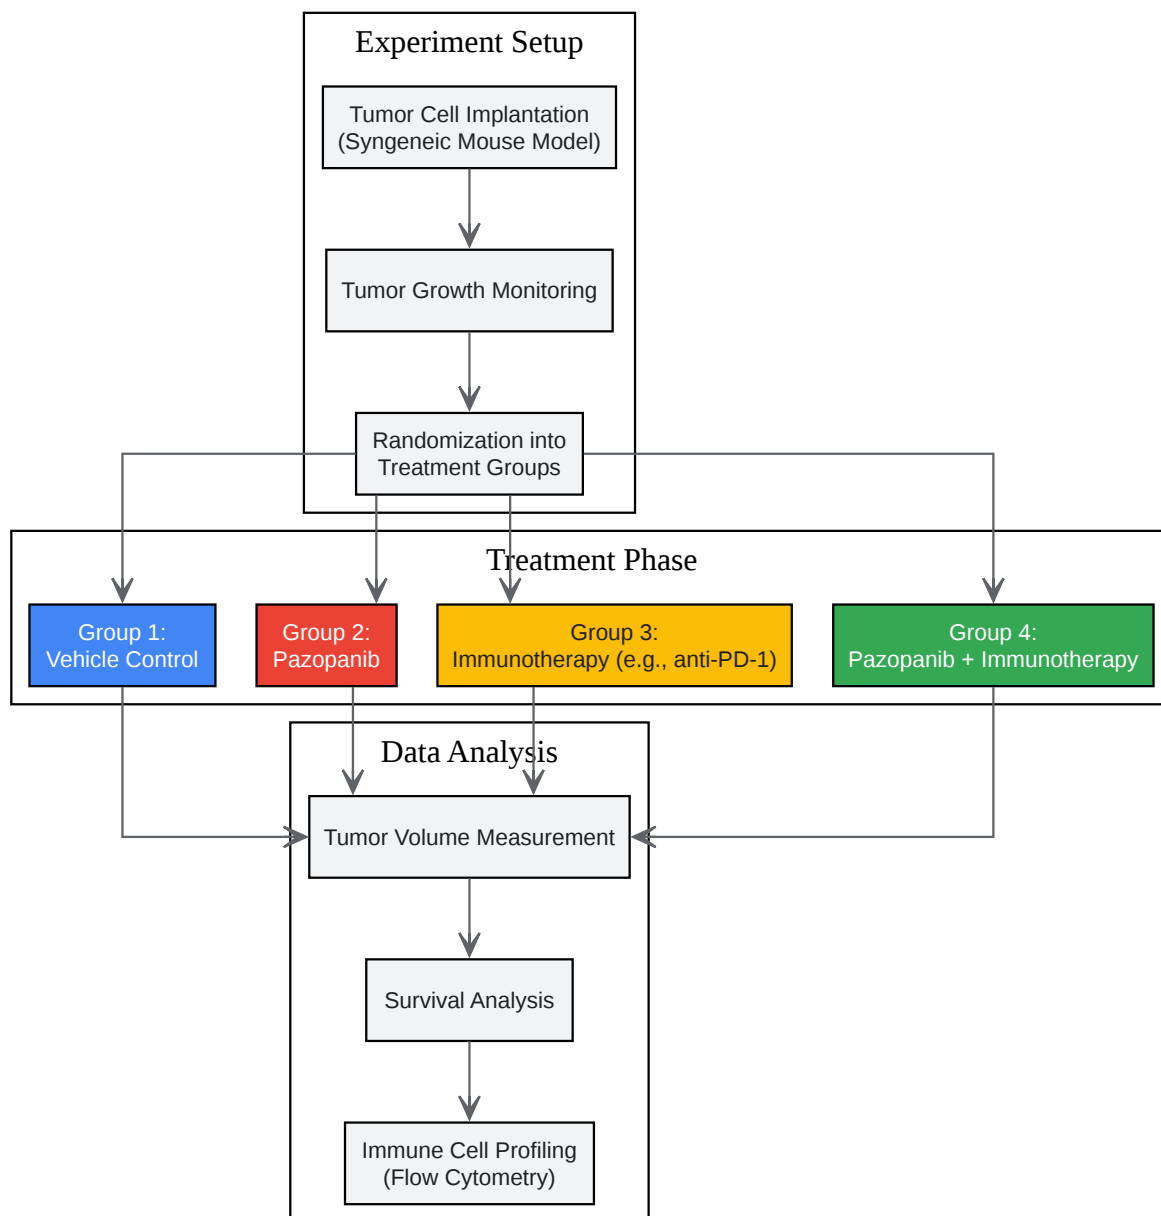 Experiment Setup
Tumor Cell Implantation
(Syngeneic Mouse Model)
Tumor Growth Monitoring
Randomization into
Treatment Groups
Treatment Phase
Group 1:
Vehicle Control
Group 2:
Pazopanib
Group 3:
Immunotherapy (e.g., anti-PD-1)
Group 4:
Pazopanib + Immunotherapy
Data Analysis
Tumor Volume Measurement
Survival Analysis
Immune Cell Profiling
(Flow Cytometry)